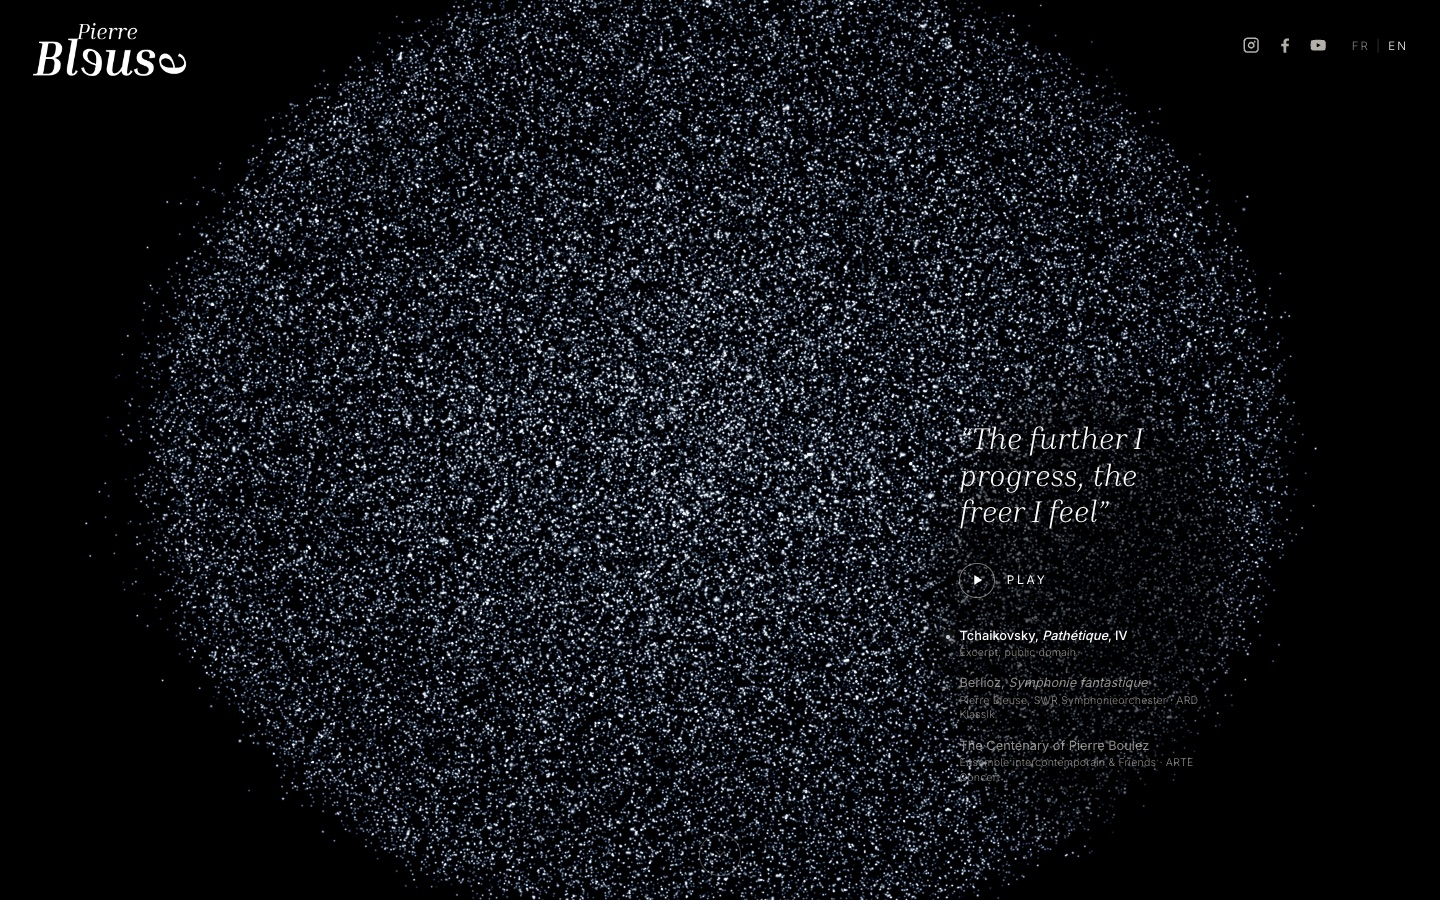 Pierre
Bleuse
FR | EN
"The further I
progress, the
freer I feel”
PLAY
Tchaikovsky, Pathétique, IV
Excerpt, public domain
Berlioz, Symphonie fantastique
Pierre Bleuse, SWR Symphonieorchester · ARD
Klassik
The Centenary of Pierre Boulez
Ensemble intercontemporain & Friends · ARTE
Concert